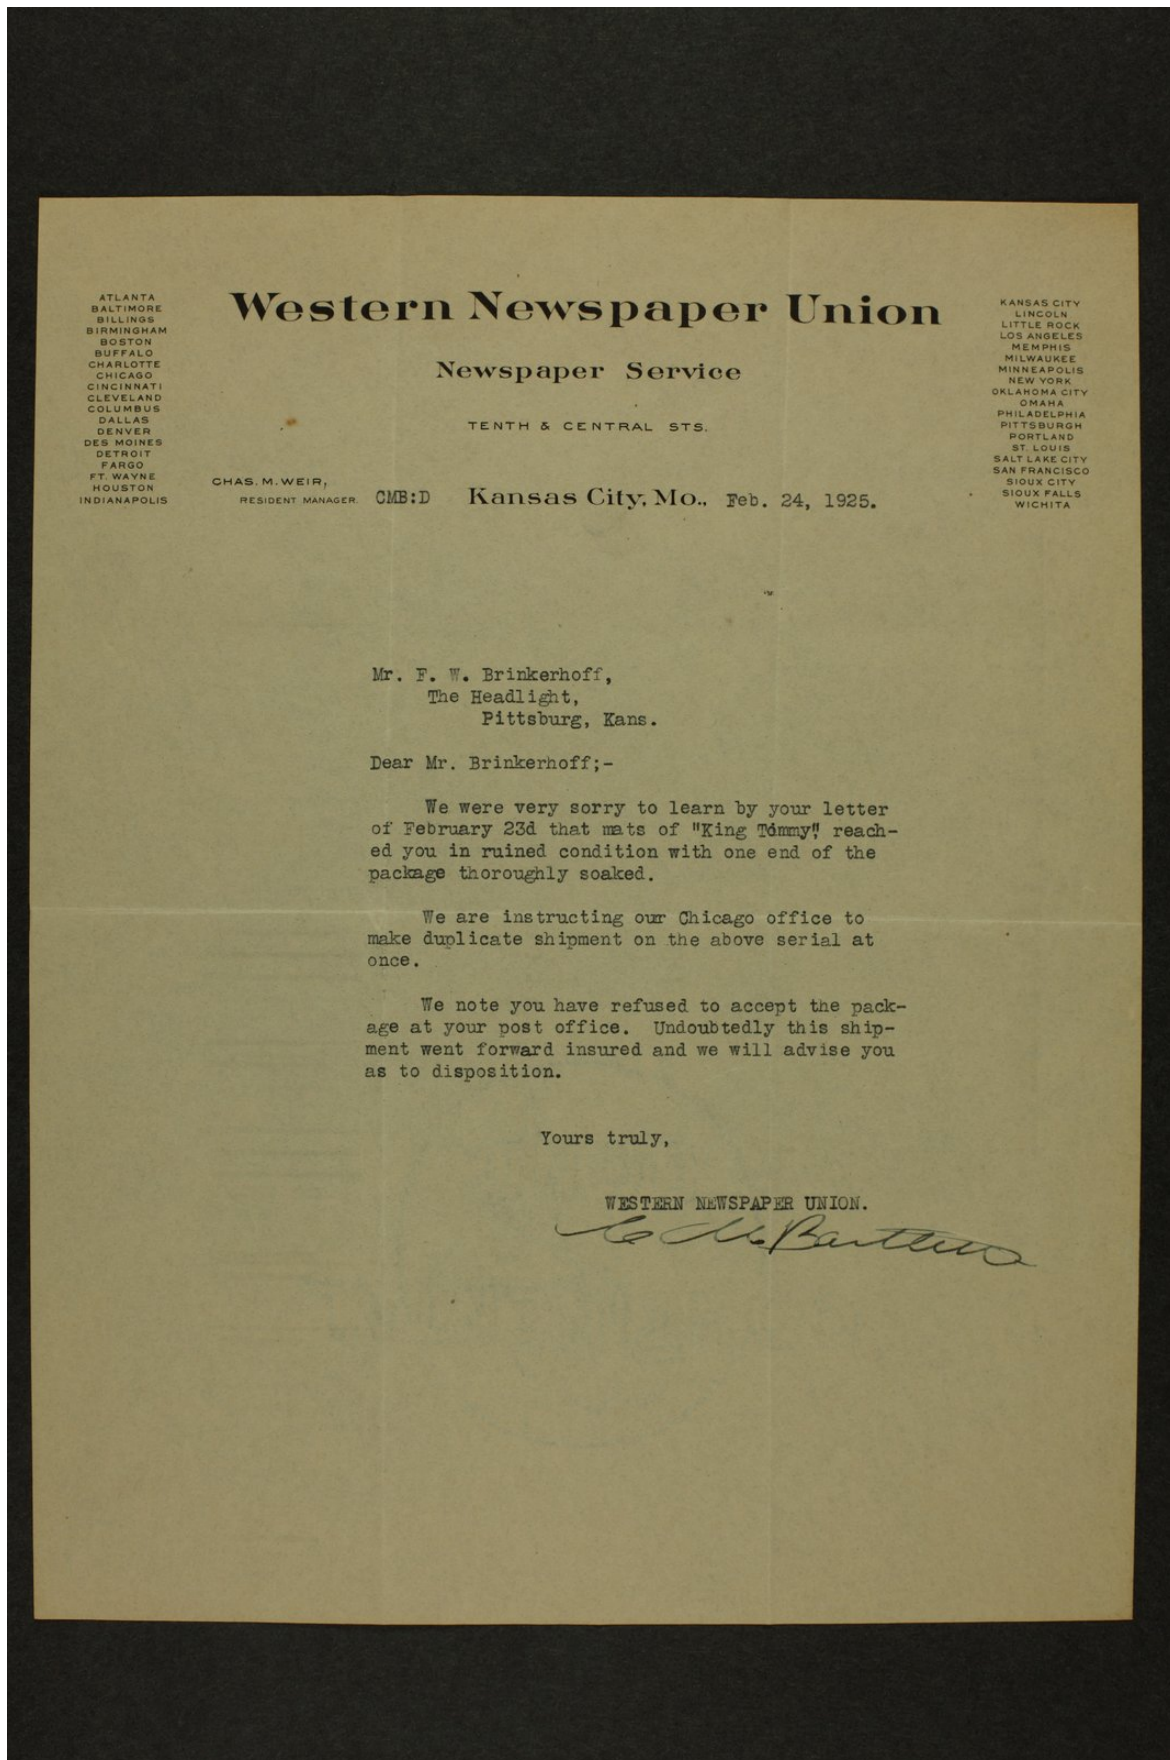 ATLANTA
BALTIMORE
BILLINGS
BIRMINGHAM
BOSTON
BUFFALO
CHARLOTTE
CHICAGO
CINCINNATI
CLEVELAND
COLUMBUS
DALLAS
DENVER
DES MOINES
DETROIT
FARGO
FT. WAYNE
HOUSTON
INDIANAPOLIS
Western Newspaper Union
Newspaper Service
TENTH & CENTRAL STS.
KANSAS CITY
LINCOLN
LITTLE ROCK
LOS ANGELES
MEMPHIS
MILWAUKEE
MINNEAPOLIS
NEW YORK
OKLAHOMA CITY
OMAHA
PHILADELPHIA
PITTSBURGH
PORTLAND
ST. LOUIS
SALT LAKE CITY
SAN FRANCISCO
SIOUX CITY
SIOUX FALLS
WICHITA
CHAS. M. WEIR,
RESIDENT MANAGER. CMB:D Kansas City, Mo., Feb. 24, 1925.
Mr. F. W. Brinkerhoff,
The Headlight,
Pittsburg, Kans.
Dear Mr. Brinkerhoff;-
We were very sorry to learn by your letter
of February 23d that mats of "King Tommy", reach-
ed you in ruined condition with one end of the
package thoroughly soaked.
We are instructing our Chicago office to
make duplicate shipment on the above serial at
once.
We note you have refused to accept the pack-
age at your post office. Undoubtedly this ship-
ment went forward insured and we will advise you
as to disposition.
Yours truly,
WESTERN NEWSPAPER UNION.
C M Bartlett